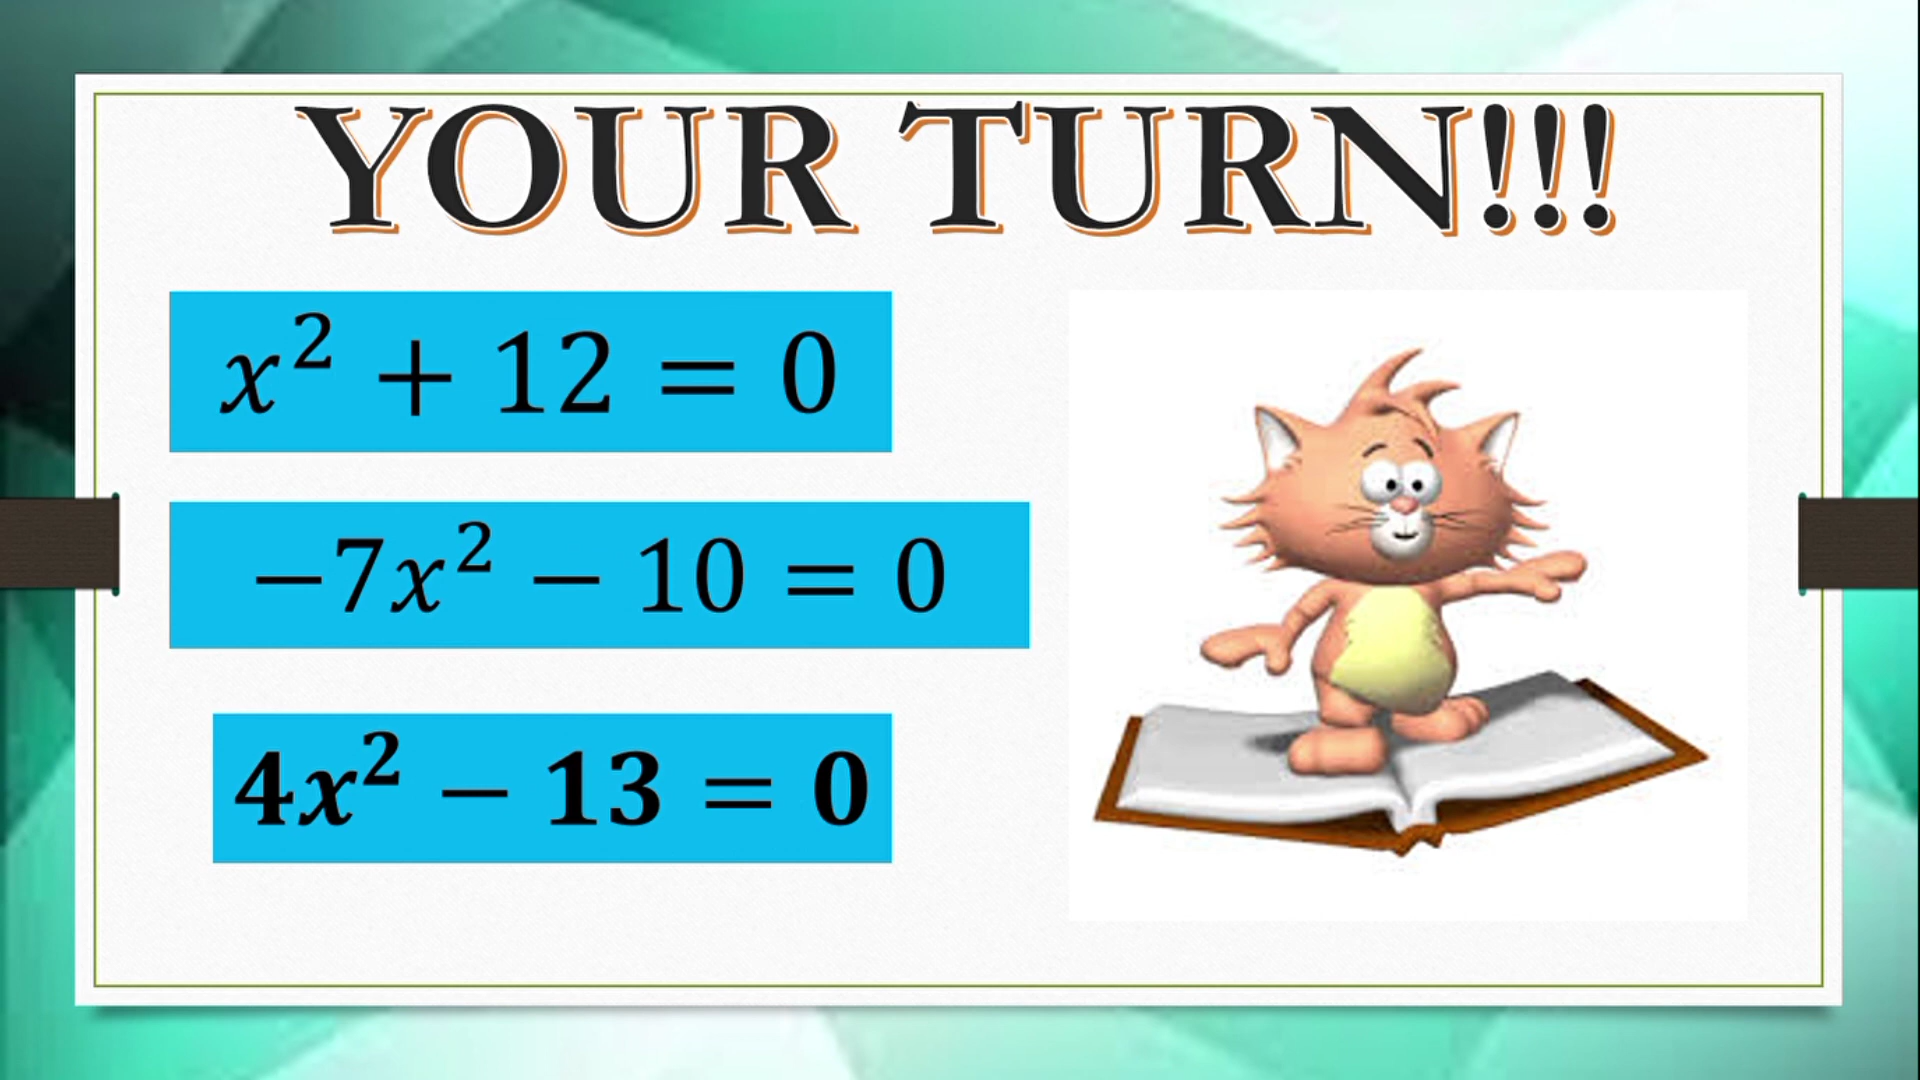 YOUR TURN!!!
x² + 12 = 0
−7x² − 10 = 0
4x² − 13 = 0